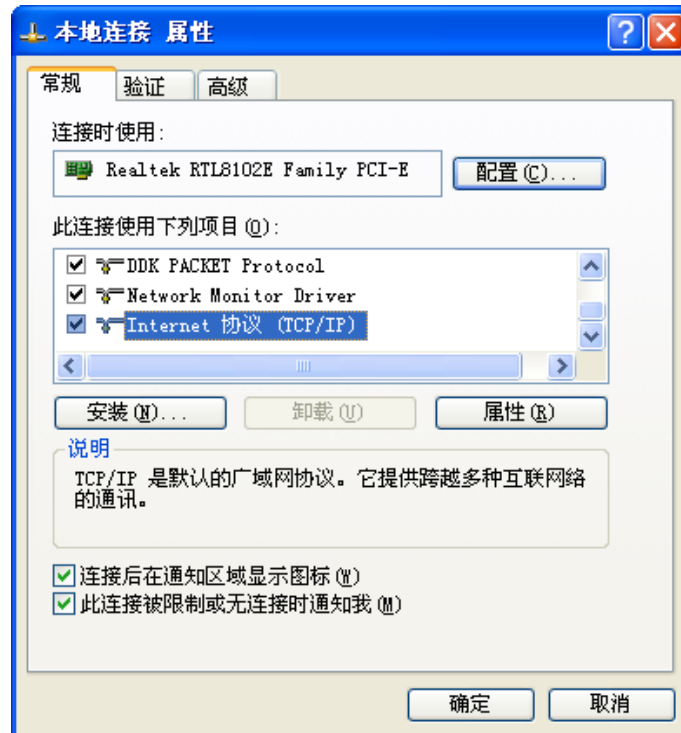 本地连接 属性
常规 验证 高级
连接时使用:
Realtek RTL8102E Family PCI-E 配置(C)...
此连接使用下列项目(O):
DDK PACKET Protocol
Network Monitor Driver
Internet 协议 (TCP/IP)
安装(N)... 卸载(U) 属性(R)
说明
TCP/IP 是默认的广域网协议。它提供跨越多种互联网络
的通讯。
连接后在通知区域显示图标(W)
此连接被限制或无连接时通知我(M)
确定 取消